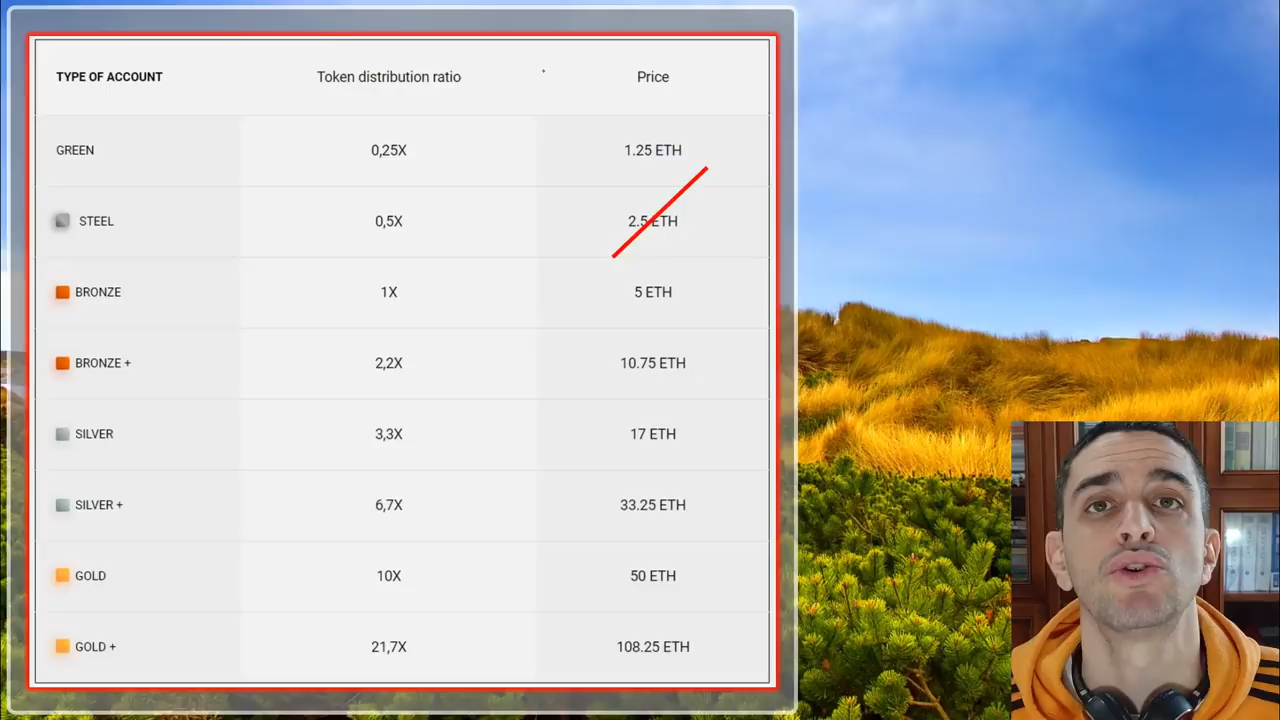 TYPE OF ACCOUNT Token distribution ratio Price
GREEN 0,25X 1.25 ETH
STEEL 0,5X 2.5 ETH
BRONZE 1X 5 ETH
BRONZE + 2,2X 10.75 ETH
SILVER 3,3X 17 ETH
SILVER + 6,7X 33.25 ETH
GOLD 10X 50 ETH
GOLD + 21,7X 108.25 ETH